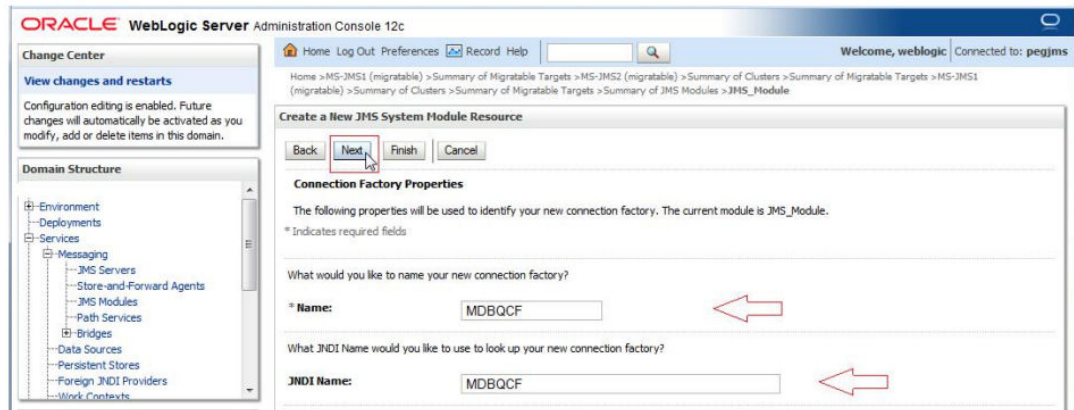 ORACLE WebLogic Server Administration Console 12c
Change Center
View changes and restarts
Configuration editing is enabled. Future
changes will automatically be activated as you
modify, add or delete items in this domain.
Domain Structure
Environment
Deployments
Services
Messaging
JMS Servers
Store-and-Forward Agents
JMS Modules
Path Services
Bridges
Data Sources
Persistent Stores
Foreign JNDI Providers
Work Contexts
Home Log Out Preferences Record Help
Welcome, weblogic Connected to: pegjms
Home >MS-JMS1 (migratable) >Summary of Migratable Targets >MS-JMS2 (migratable) >Summary of Clusters >Summary of Migratable Targets >MS-JMS1
(migratable) >Summary of Clusters >Summary of Migratable Targets >Summary of JMS Modules >JMS_Module
Create a New JMS System Module Resource
Back Next Finish Cancel
Connection Factory Properties
The following properties will be used to identify your new connection factory. The current module is JMS_Module.
* Indicates required fields
What would you like to name your new connection factory?
* Name: MDBQCF
What JNDI Name would you like to use to look up your new connection factory?
JNDI Name: MDBQCF